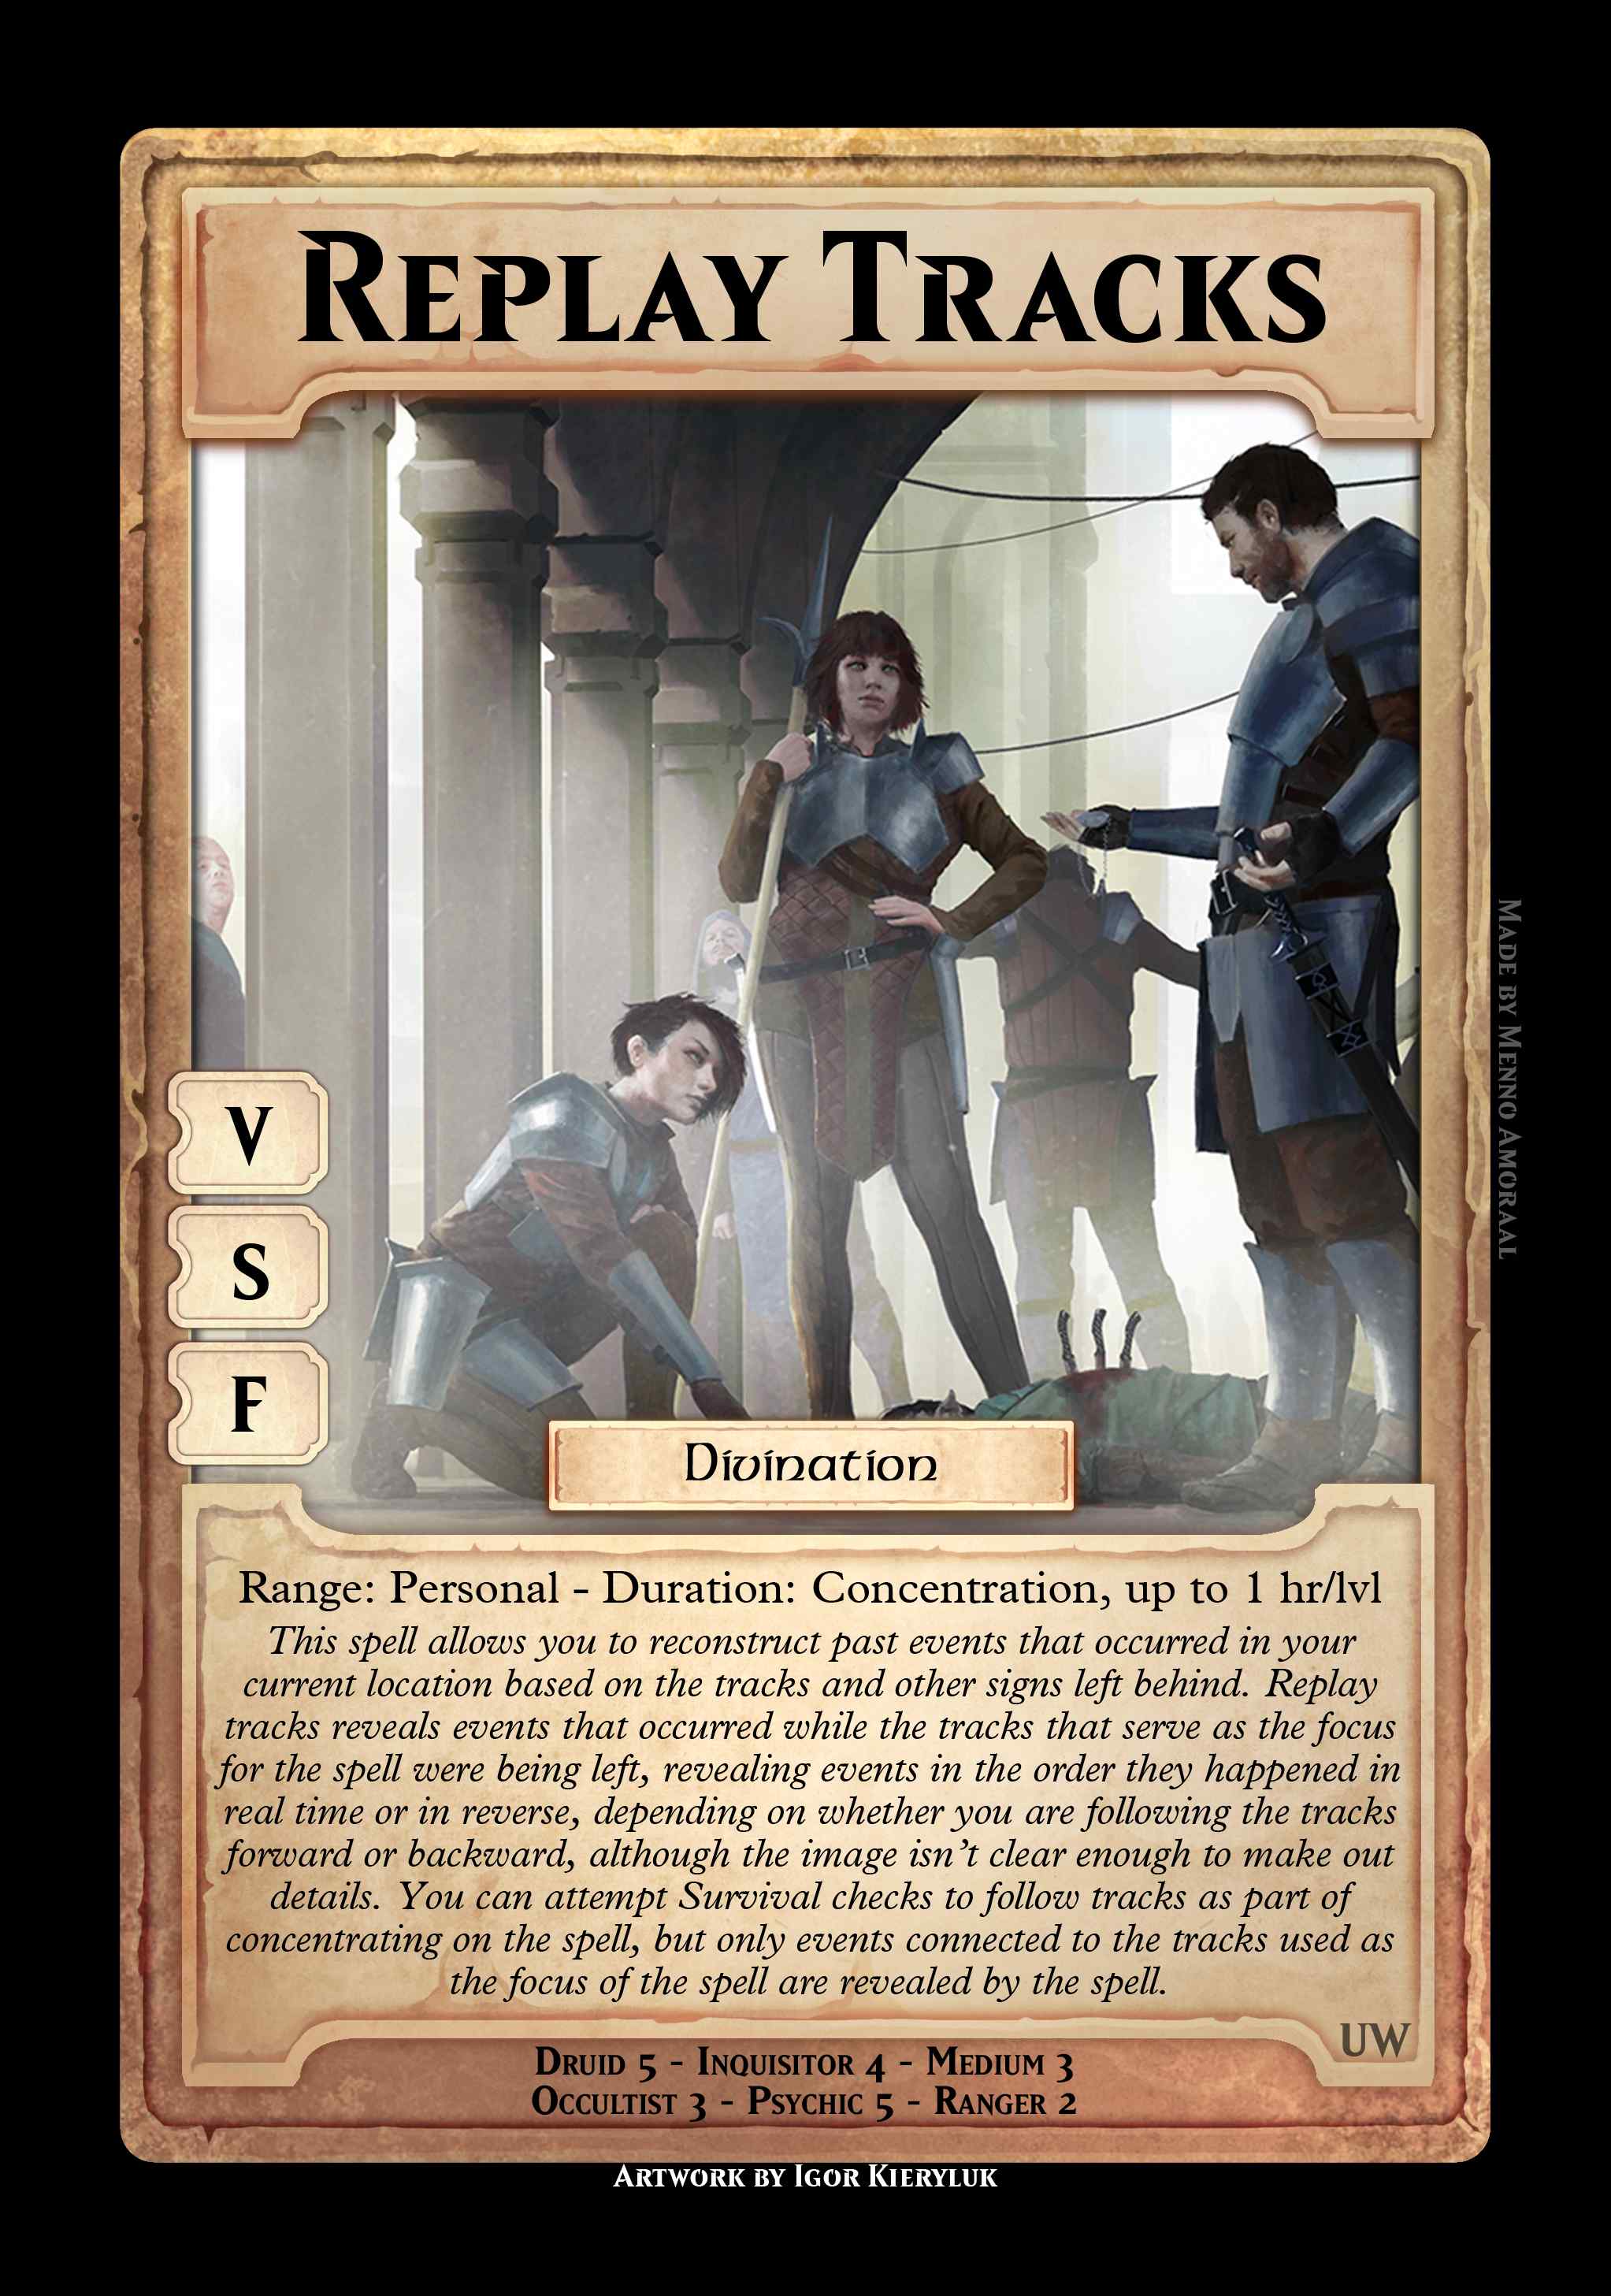 Replay Tracks
V
S
F
Divination
Range: Personal - Duration: Concentration, up to 1 hr/lvl
This spell allows you to reconstruct past events that occurred in your
current location based on the tracks and other signs left behind. Replay
tracks reveals events that occurred while the tracks that serve as the focus
for the spell were being left, revealing events in the order they happened in
real time or in reverse, depending on whether you are following the tracks
forward or backward, although the image isn't clear enough to make out
details. You can attempt Survival checks to follow tracks as part of
concentrating on the spell, but only events connected to the tracks used as
the focus of the spell are revealed by the spell.
UW
Druid 5 - Inquisitor 4 - Medium 3
Occultist 3 - Psychic 5 - Ranger 2
Artwork by Igor Kieryluk
Made by Menno Amoraal